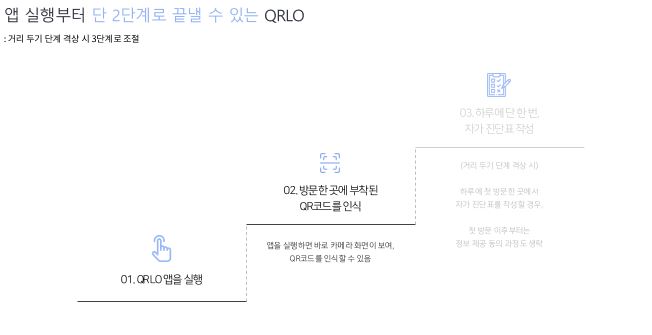 앱 실행부터 단 2단계로 끝낼 수 있는 QRLO
: 거리 두기 단계 격상 시 3단계로 조절
03. 하루에 단 한 번,
자가 진단표 작성
(거리 두기 단계 격상 시)
하루에 첫 방문한 곳에서
자가 진단표를 작성할 경우,
첫 방문 이후부터는
정보 제공 동의 과정도 생략
02. 방문한 곳에 부착된
QR코드를 인식
앱을 실행하면 바로 카메라 화면이 보여,
QR코드를 인식할 수 있음
01. QRLO 앱을 실행